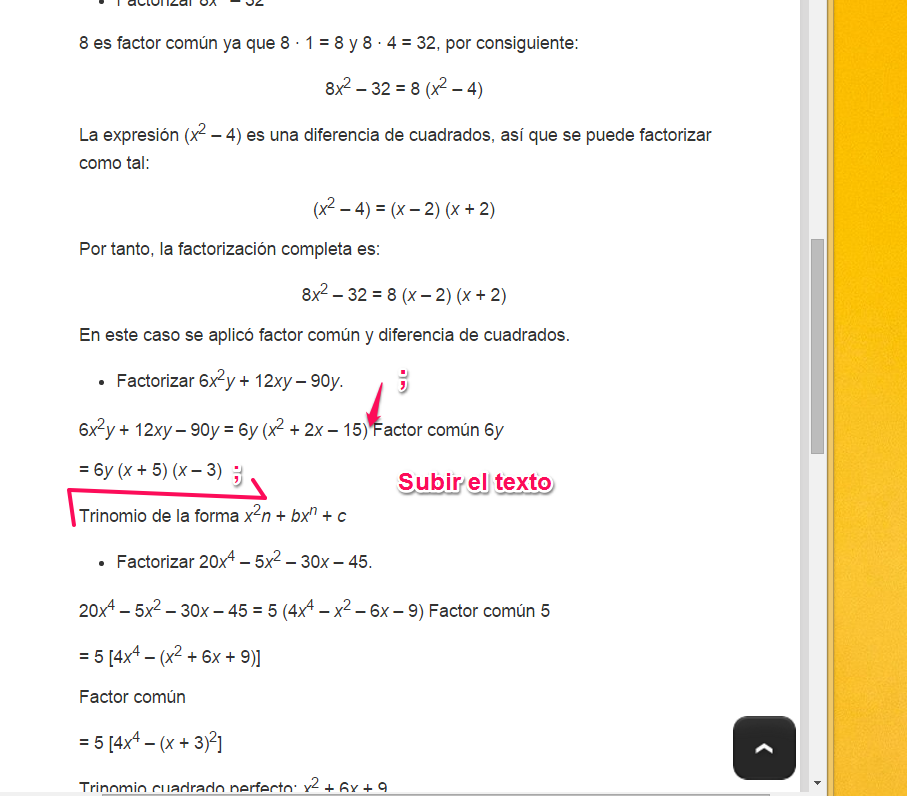 • Factorizar 8x² – 32
8 es factor común ya que 8 · 1 = 8 y 8 · 4 = 32, por consiguiente:
8x² – 32 = 8 (x² – 4)
La expresión (x² – 4) es una diferencia de cuadrados, así que se puede factorizar
como tal:
(x² – 4) = (x – 2) (x + 2)
Por tanto, la factorización completa es:
8x² – 32 = 8 (x – 2) (x + 2)
En este caso se aplicó factor común y diferencia de cuadrados.
• Factorizar 6x²y + 12xy – 90y.
;
6x²y + 12xy – 90y = 6y (x² + 2x – 15) Factor común 6y
= 6y (x + 5) (x – 3) ;
Subir el texto
Trinomio de la forma x²n + bxⁿ + c
• Factorizar 20x⁴ – 5x² – 30x – 45.
20x⁴ – 5x² – 30x – 45 = 5 (4x⁴ – x² – 6x – 9) Factor común 5
= 5 [4x⁴ – (x² + 6x + 9)]
Factor común
= 5 [4x⁴ – (x + 3)²]
Trinomio cuadrado perfecto: x² + 6x + 9